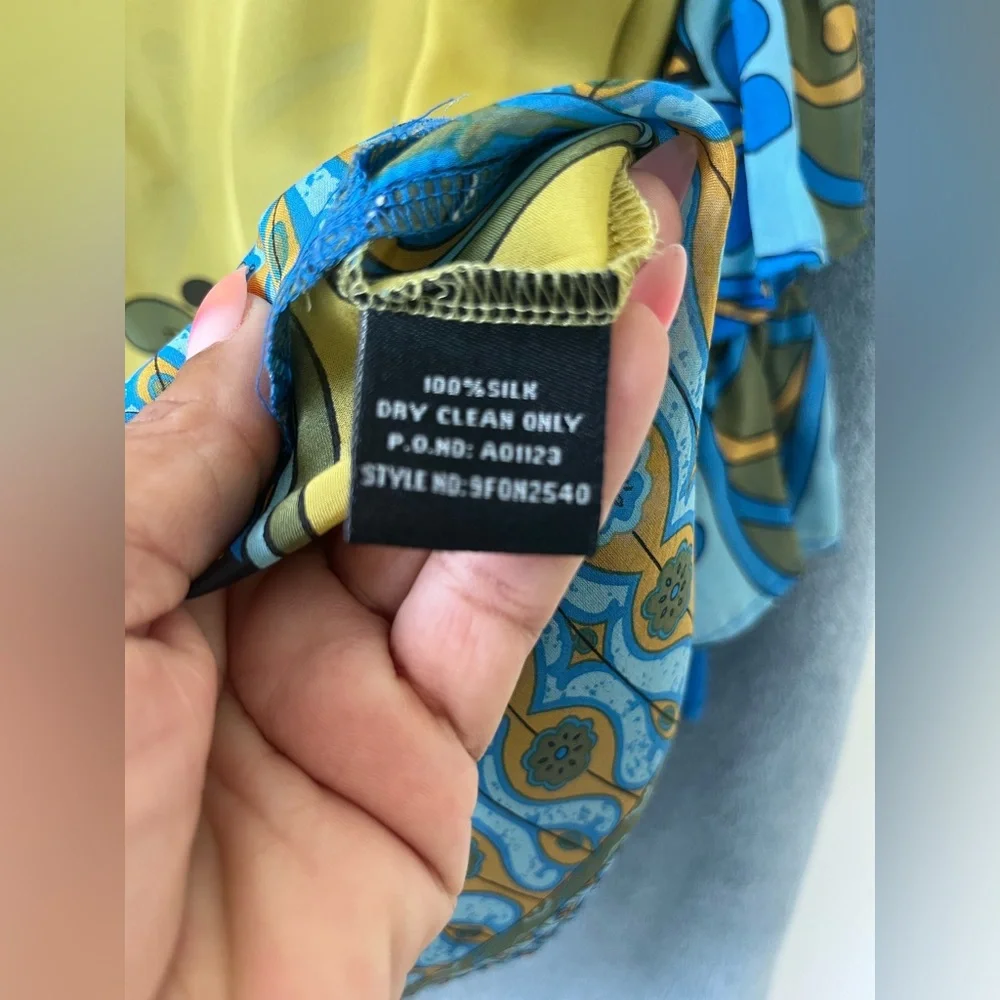 100%SILK
DRY CLEAN ONLY
P.O.NO: A01123
STYLE NO:9FON2540